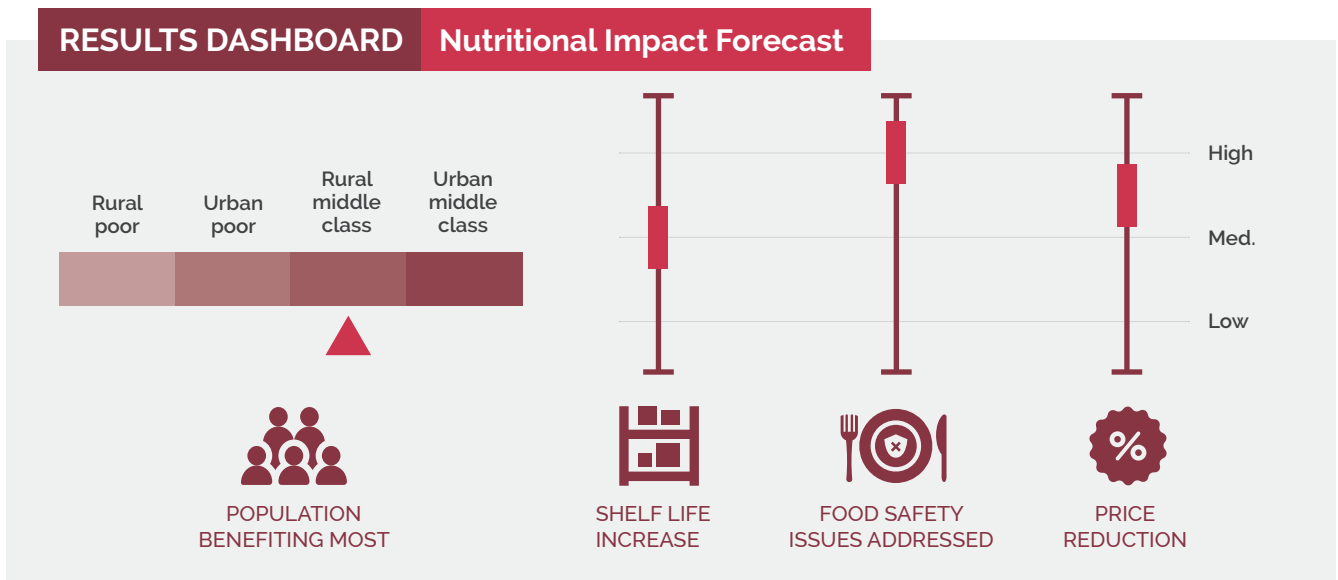 RESULTS DASHBOARD Nutritional Impact Forecast
Rural
poor
Urban
poor
Rural
middle
class
Urban
middle
class
High
Med.
Low
%
POPULATION
BENEFITING MOST
SHELF LIFE
INCREASE
FOOD SAFETY
ISSUES ADDRESSED
PRICE
REDUCTION